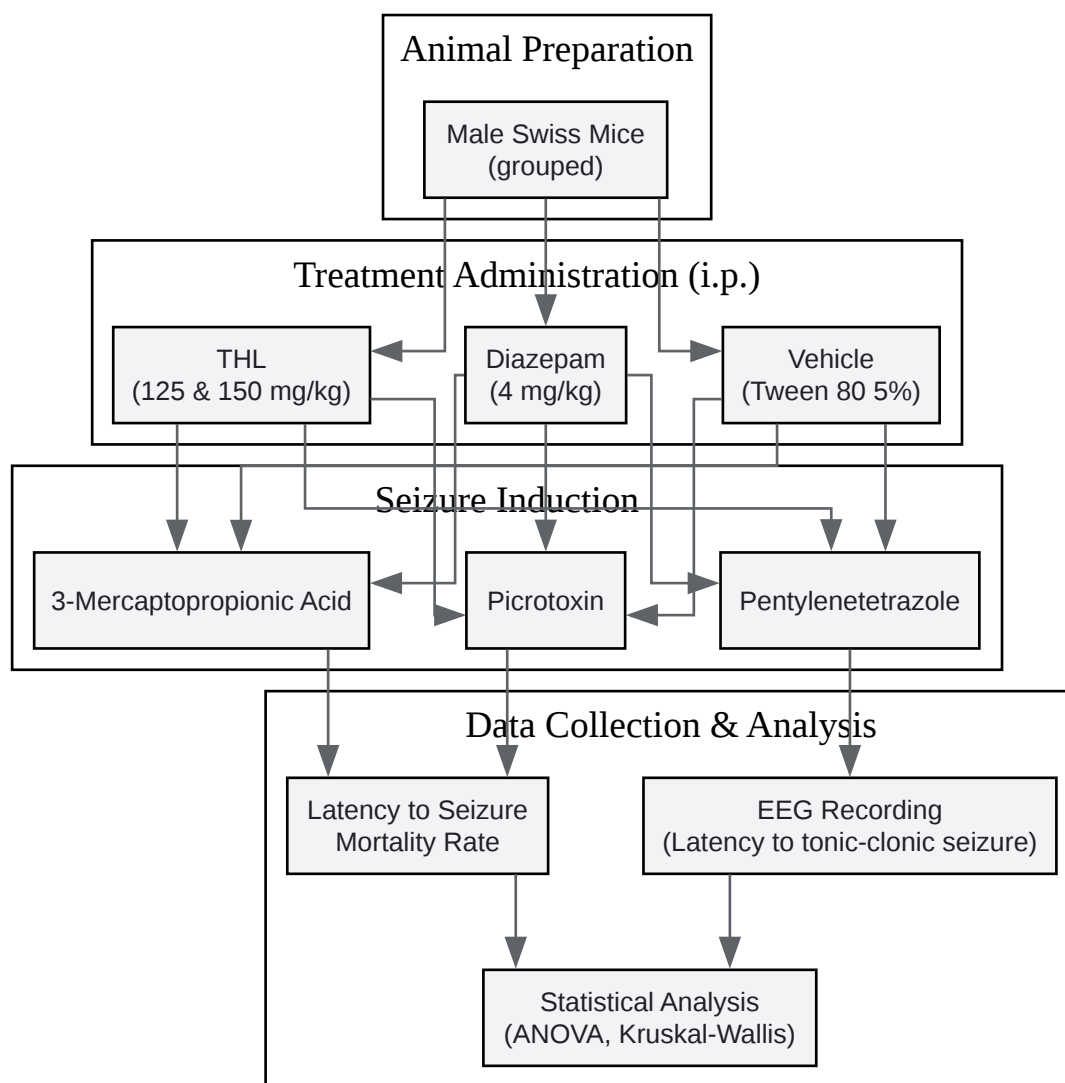 Animal Preparation
Male Swiss Mice
(grouped)
Treatment Administration (i.p.)
THL
(125 & 150 mg/kg)
Diazepam
(4 mg/kg)
Vehicle
(Tween 80 5%)
Seizure Induction
3-Mercaptopropionic Acid
Picrotoxin
Pentylenetetrazole
Data Collection & Analysis
Latency to Seizure
Mortality Rate
EEG Recording
(Latency to tonic-clonic seizure)
Statistical Analysis
(ANOVA, Kruskal-Wallis)